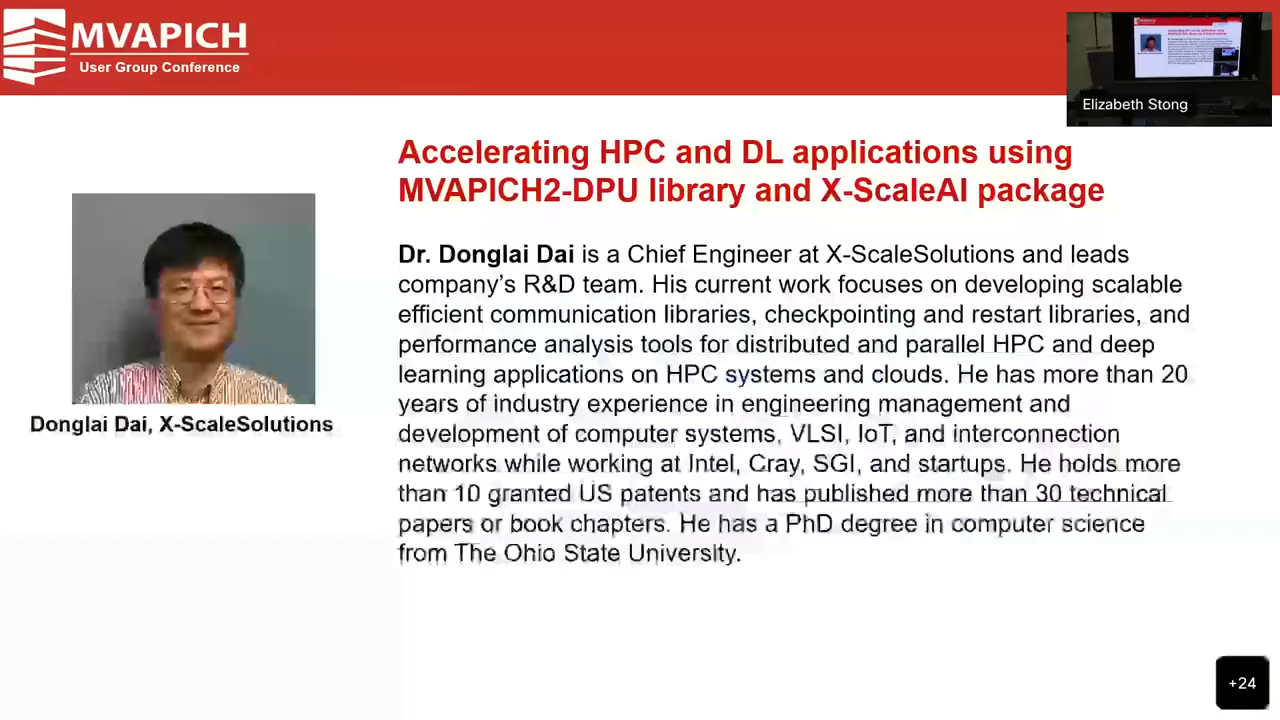 MVAPICH
User Group Conference
Elizabeth Stong
Accelerating HPC and DL applications using
MVAPICH2-DPU library and X-ScaleAI package
Dr. Donglai Dai is a Chief Engineer at X-ScaleSolutions and leads
company's R&D team. His current work focuses on developing scalable
efficient communication libraries, checkpointing and restart libraries, and
performance analysis tools for distributed and parallel HPC and deep
learning applications on HPC systems and clouds. He has more than 20
years of industry experience in engineering management and
development of computer systems, VLSI, IoT, and interconnection
networks while working at Intel, Cray, SGI, and startups. He holds more
than 10 granted US patents and has published more than 30 technical
papers or book chapters. He has a PhD degree in computer science
from The Ohio State University.
Donglai Dai, X-ScaleSolutions
+24